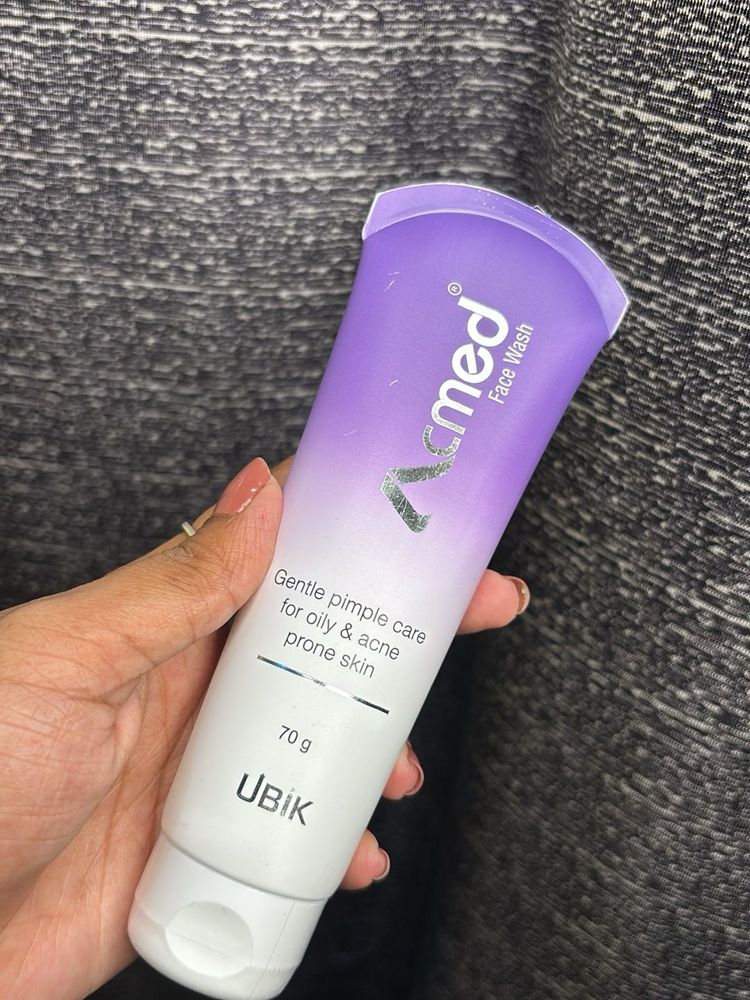 Acmed®
Face Wash
Gentle pimple care
for oily & acne
prone skin
70 g
UBIK